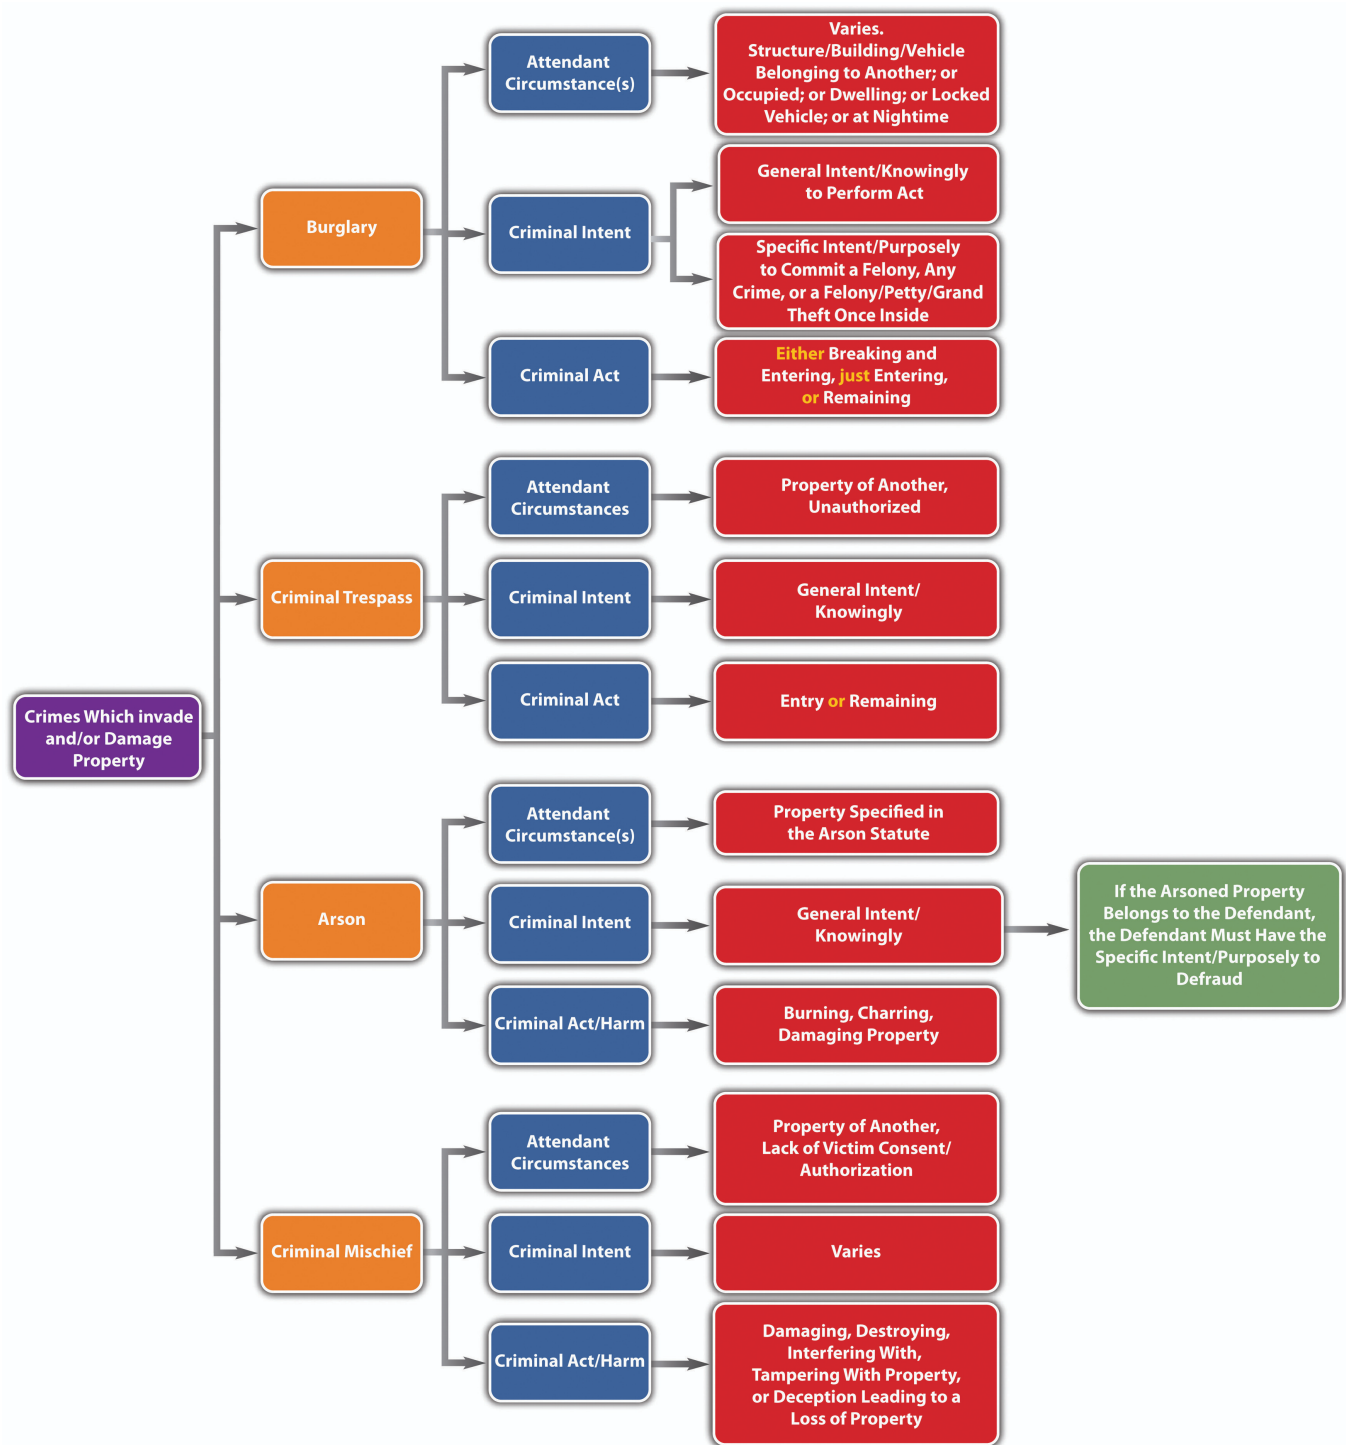 Crimes Which invade
and/or Damage
Property
Burglary
Attendant
Circumstance(s)
Varies.
Structure/Building/Vehicle
Belonging to Another; or
Occupied; or Dwelling; or Locked
Vehicle; or at Nightime
Criminal Intent
General Intent/Knowingly
to Perform Act
Specific Intent/Purposely
to Commit a Felony, Any
Crime, or a Felony/Petty/Grand
Theft Once Inside
Criminal Act
Either Breaking and
Entering, just Entering,
or Remaining
Criminal Trespass
Attendant
Circumstances
Property of Another,
Unauthorized
Criminal Intent
General Intent/
Knowingly
Criminal Act
Entry or Remaining
Arson
Attendant
Circumstance(s)
Property Specified in
the Arson Statute
Criminal Intent
General Intent/
Knowingly
If the Arsoned Property
Belongs to the Defendant,
the Defendant Must Have the
Specific Intent/Purposely to
Defraud
Criminal Act/Harm
Burning, Charring,
Damaging Property
Criminal Mischief
Attendant
Circumstances
Property of Another,
Lack of Victim Consent/
Authorization
Criminal Intent
Varies
Criminal Act/Harm
Damaging, Destroying,
Interfering With,
Tampering With Property,
or Deception Leading to a
Loss of Property